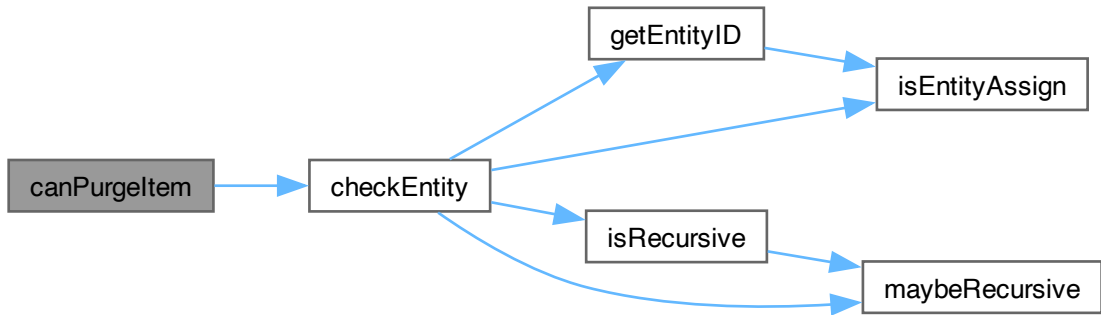 getEntityID
isEntityAssign
canPurgeItem
checkEntity
isRecursive
maybeRecursive